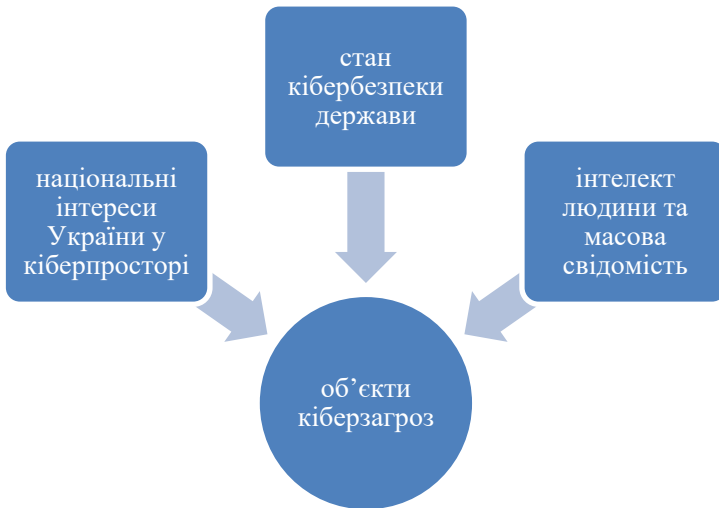 стан
кібербезпеки
держави
національні
інтереси
України у
кіберпросторі
інтелект
людини та
масова
свідомість
об’єкти
кіберзагроз